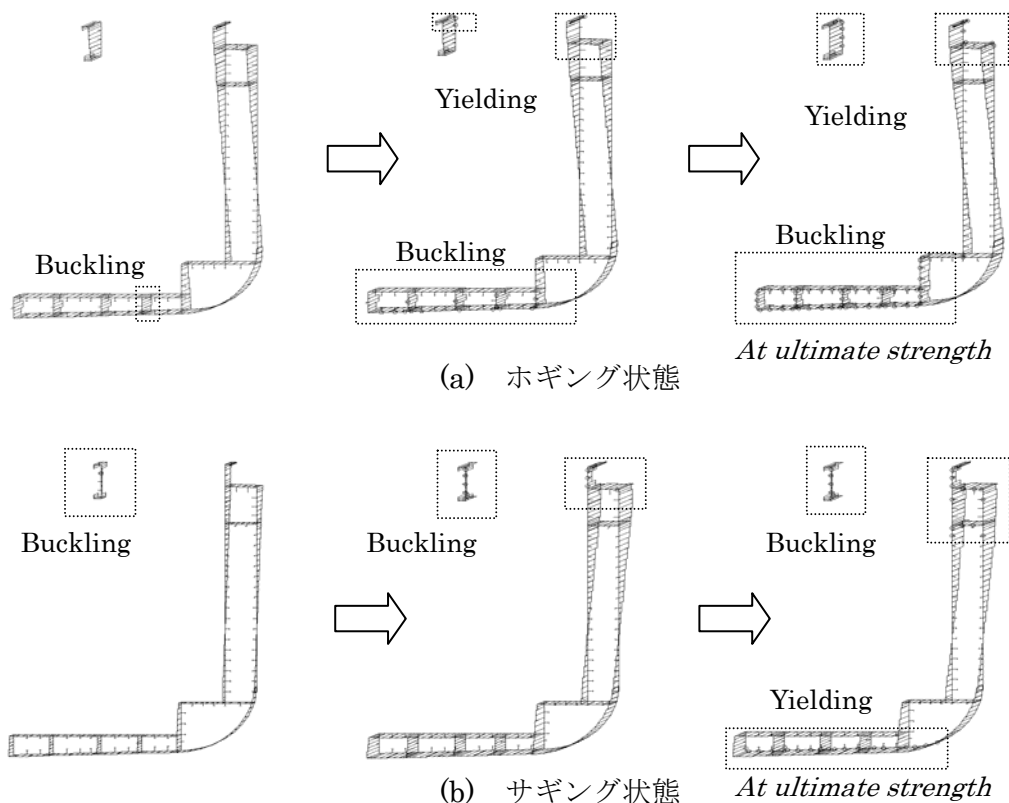 Yielding
Yielding
Buckling
Buckling
Buckling
At ultimate strength
(a) ホギング状態
Buckling
Buckling
Buckling
Yielding
At ultimate strength
(b) サギング状態